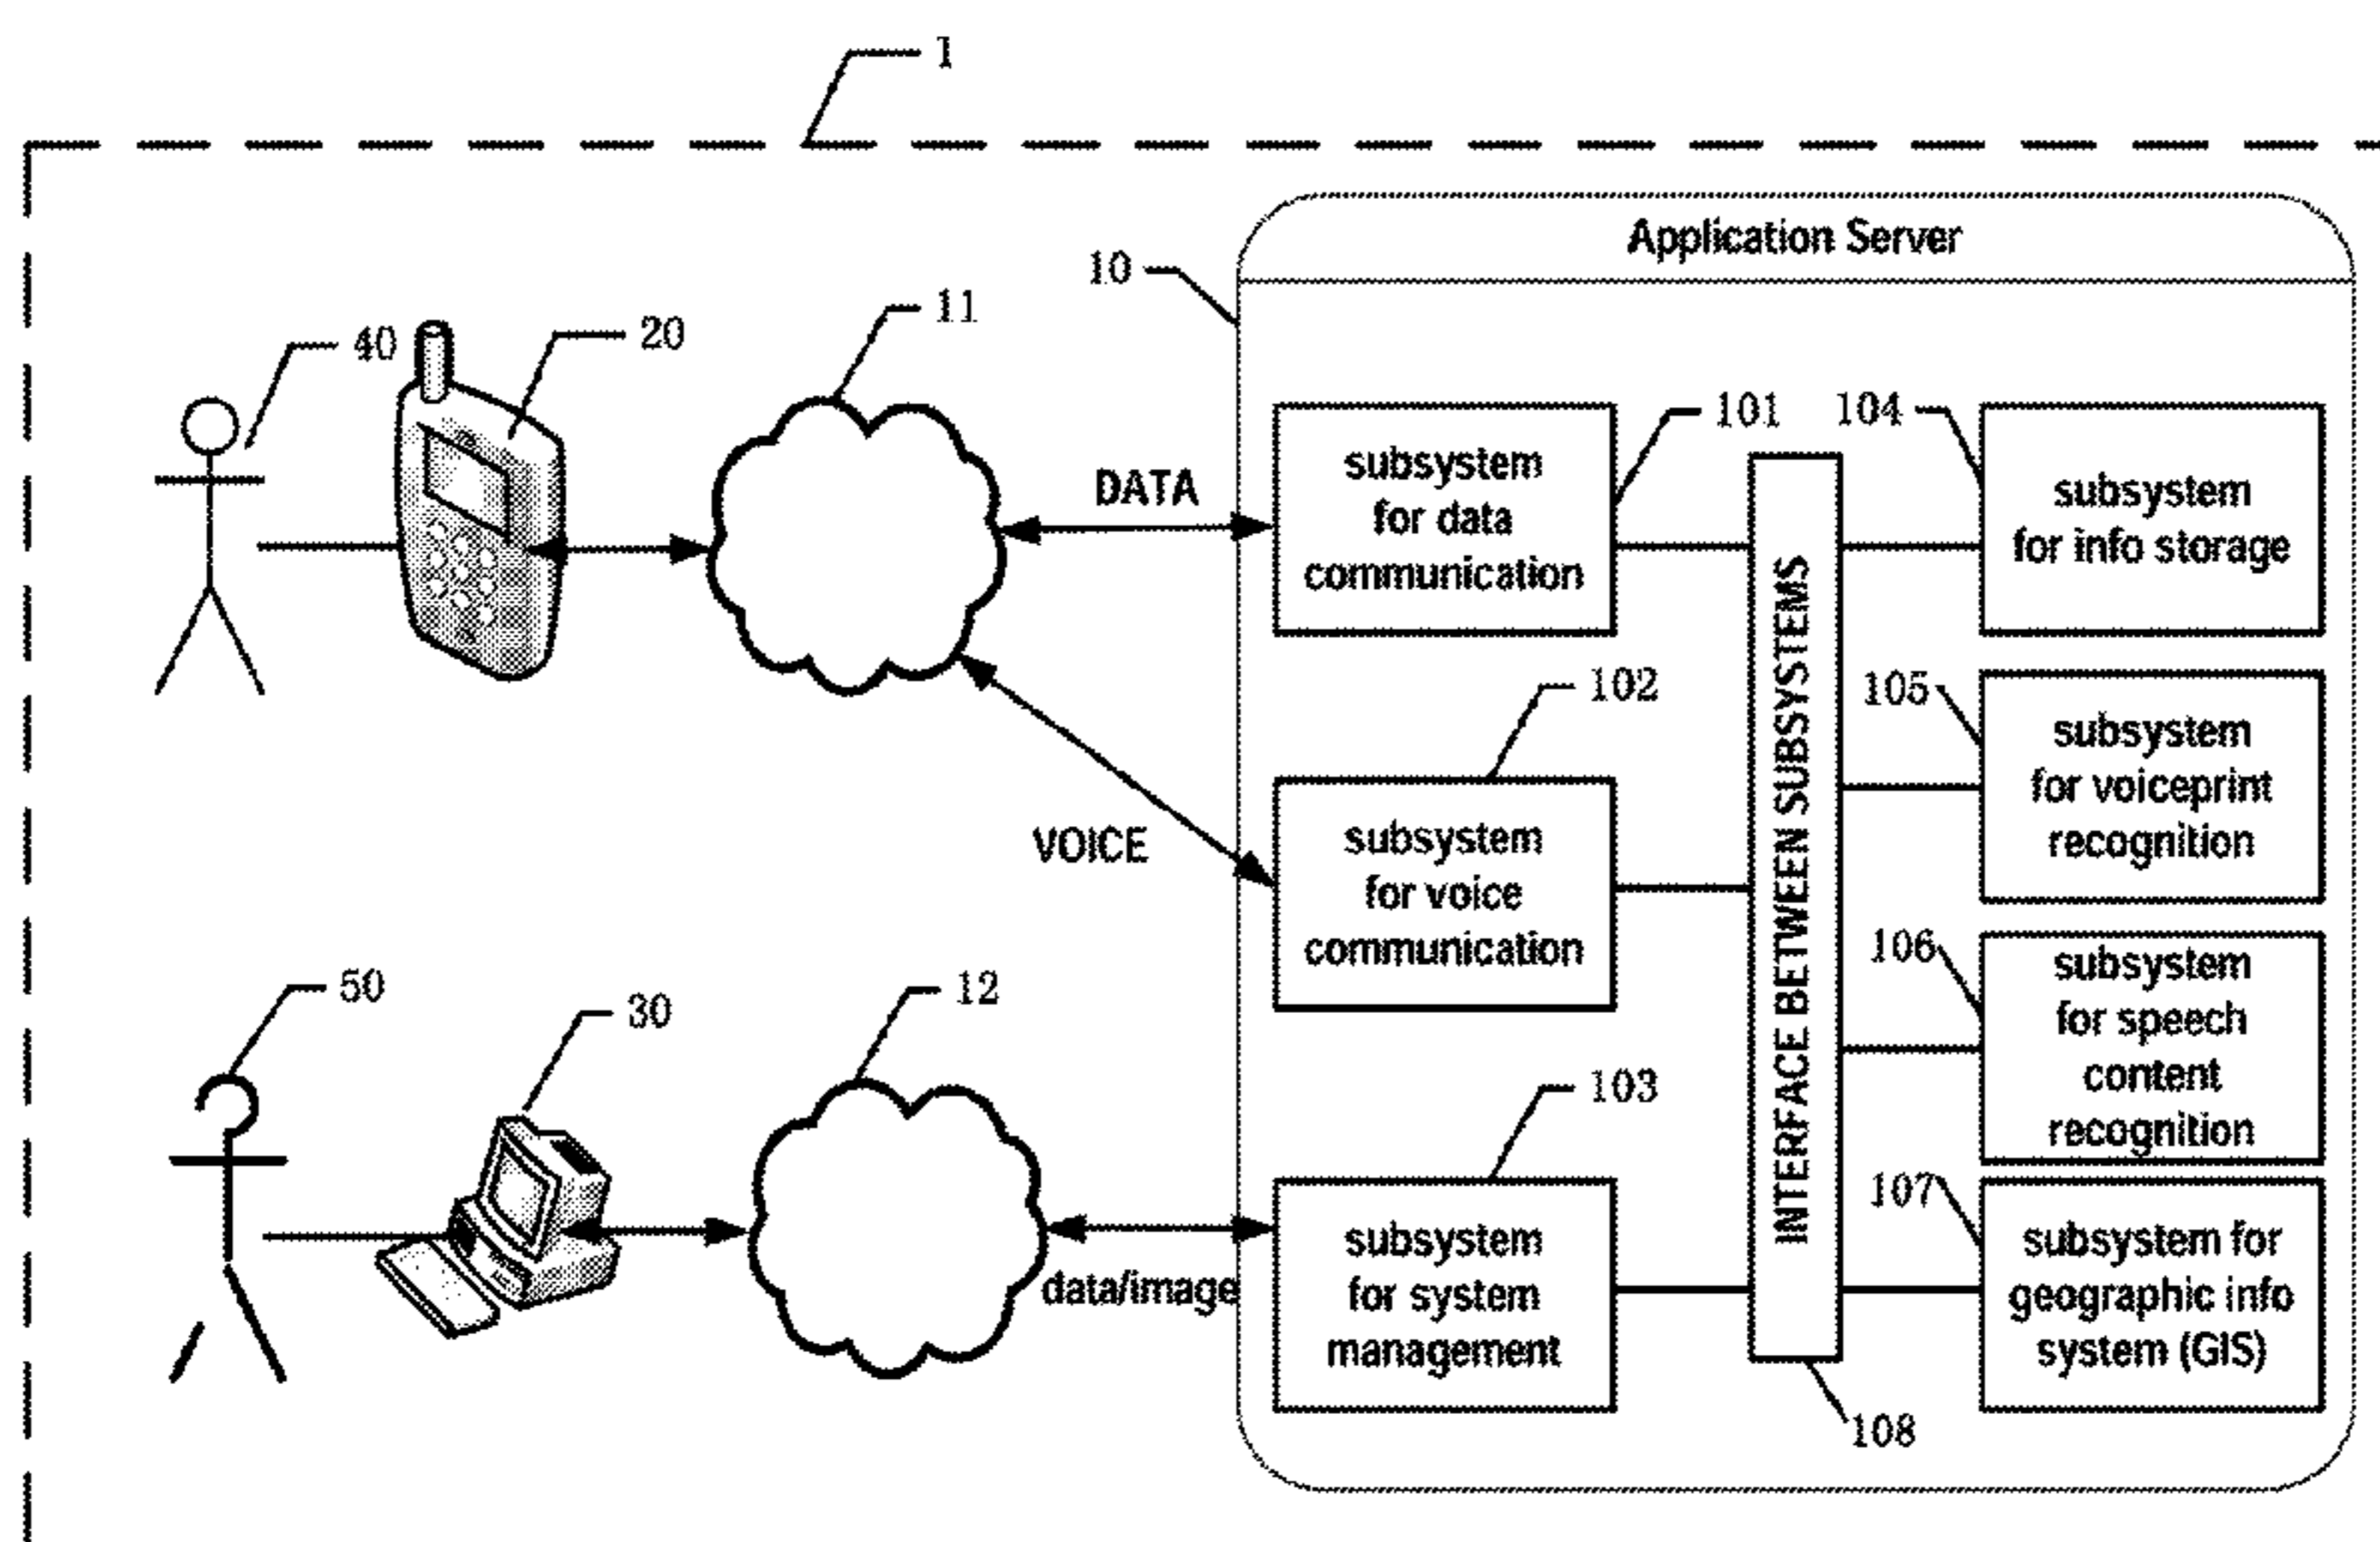 1
Application Server
10
11
20
40
101
104
subsystem
for data
communication
subsystem
for info storage
DATA
102
105
subsystem
for voiceprint
recognition
VOICE
subsystem
for voice
communication
INTERFACE BETWEEN SUBSYSTEMS
106
subsystem
for speech
content
recognition
50
30
12
103
107
subsystem
for system
management
data/image
subsystem for
geographic info
system (GIS)
108